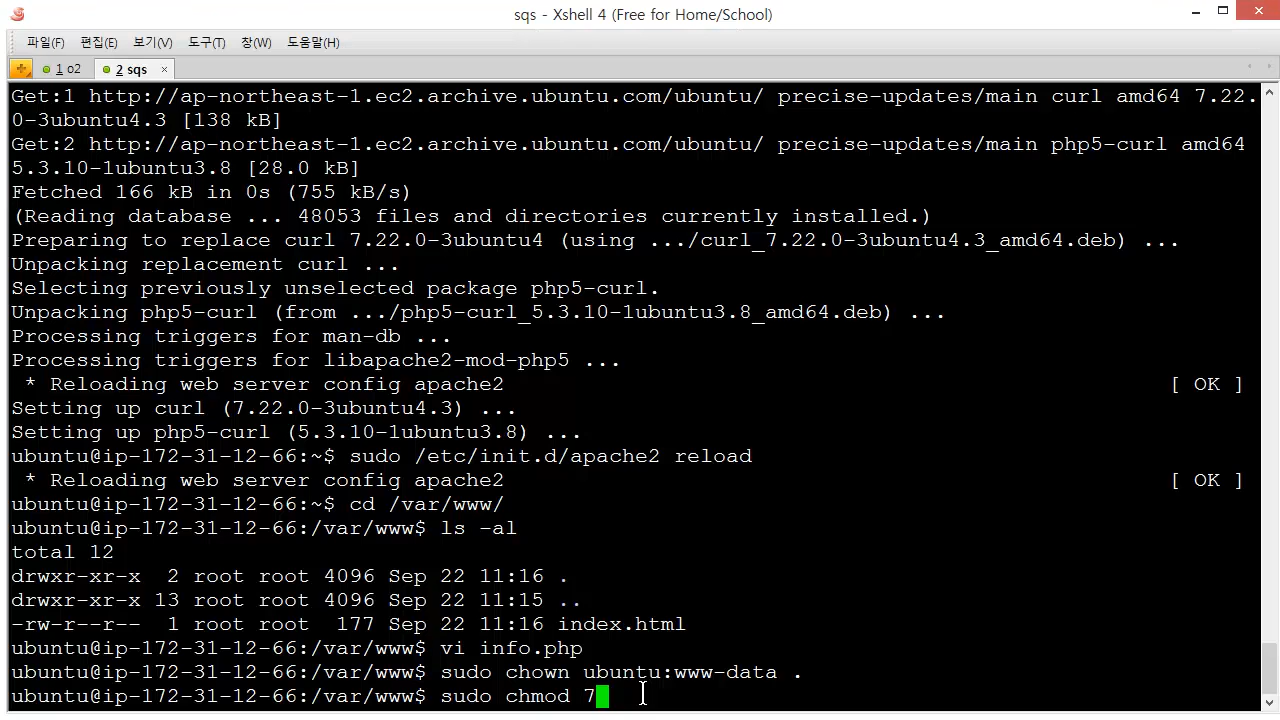 sqs - Xshell 4 (Free for Home/School)
파일(F) 편집(E) 보기(V) 도구(T) 창(W) 도움말(H)
1 o2 2 sqs
Get:1 http://ap-northeast-1.ec2.archive.ubuntu.com/ubuntu/ precise-updates/main curl amd64 7.22.
0-3ubuntu4.3 [138 kB]
Get:2 http://ap-northeast-1.ec2.archive.ubuntu.com/ubuntu/ precise-updates/main php5-curl amd64
5.3.10-1ubuntu3.8 [28.0 kB]
Fetched 166 kB in 0s (755 kB/s)
(Reading database ... 48053 files and directories currently installed.)
Preparing to replace curl 7.22.0-3ubuntu4 (using .../curl_7.22.0-3ubuntu4.3_amd64.deb) ...
Unpacking replacement curl ...
Selecting previously unselected package php5-curl.
Unpacking php5-curl (from .../php5-curl_5.3.10-1ubuntu3.8_amd64.deb) ...
Processing triggers for man-db ...
Processing triggers for libapache2-mod-php5 ...
 * Reloading web server config apache2 [ OK ]
Setting up curl (7.22.0-3ubuntu4.3) ...
Setting up php5-curl (5.3.10-1ubuntu3.8) ...
ubuntu@ip-172-31-12-66:~$ sudo /etc/init.d/apache2 reload
 * Reloading web server config apache2 [ OK ]
ubuntu@ip-172-31-12-66:~$ cd /var/www/
ubuntu@ip-172-31-12-66:/var/www$ ls -al
total 12
drwxr-xr-x  2 root root 4096 Sep 22 11:16 .
drwxr-xr-x 13 root root 4096 Sep 22 11:15 ..
-rw-r--r--  1 root root  177 Sep 22 11:16 index.html
ubuntu@ip-172-31-12-66:/var/www$ vi info.php
ubuntu@ip-172-31-12-66:/var/www$ sudo chown ubuntu:www-data .
ubuntu@ip-172-31-12-66:/var/www$ sudo chmod 7